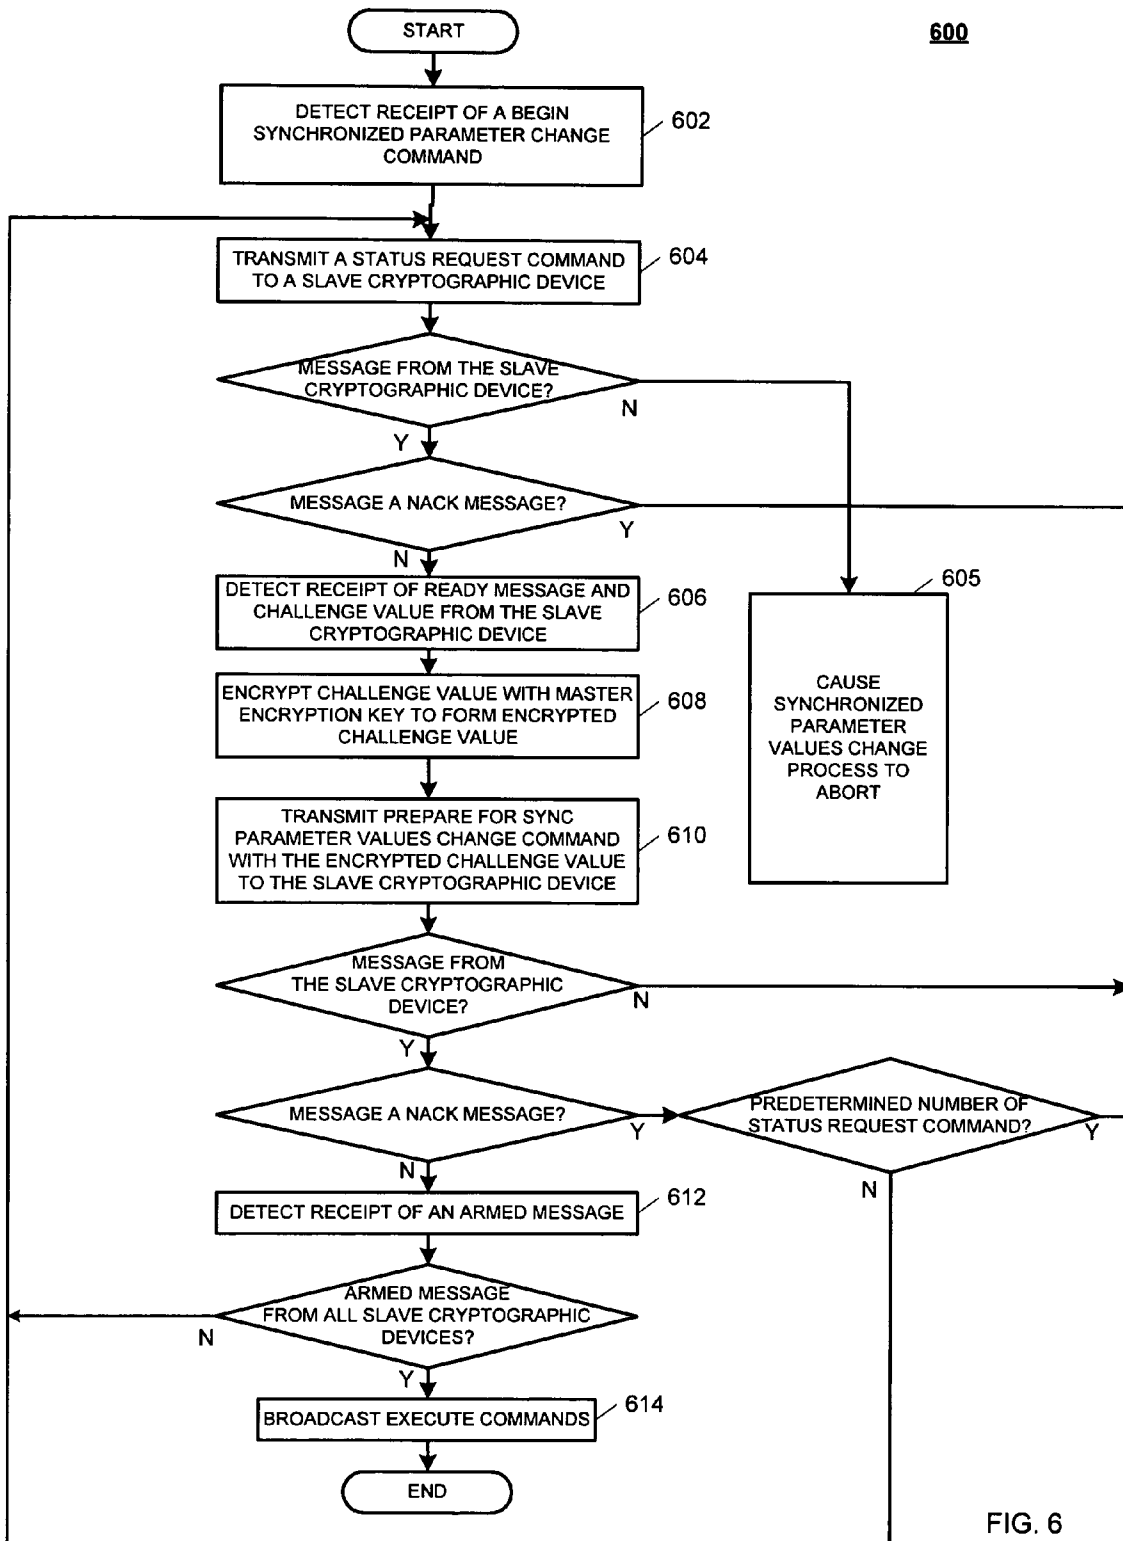 START
600
DETECT RECEIPT OF A BEGIN
SYNCHRONIZED PARAMETER CHANGE
COMMAND
602
TRANSMIT A STATUS REQUEST COMMAND
TO A SLAVE CRYPTOGRAPHIC DEVICE
604
MESSAGE FROM THE SLAVE
CRYPTOGRAPHIC DEVICE?
N
Y
MESSAGE A NACK MESSAGE?
Y
N
DETECT RECEIPT OF READY MESSAGE AND
CHALLENGE VALUE FROM THE SLAVE
CRYPTOGRAPHIC DEVICE
606
605
CAUSE
SYNCHRONIZED
PARAMETER
VALUES CHANGE
PROCESS TO
ABORT
ENCRYPT CHALLENGE VALUE WITH MASTER
ENCRYPTION KEY TO FORM ENCRYPTED
CHALLENGE VALUE
608
TRANSMIT PREPARE FOR SYNC
PARAMETER VALUES CHANGE COMMAND
WITH THE ENCRYPTED CHALLENGE VALUE
TO THE SLAVE CRYPTOGRAPHIC DEVICE
610
MESSAGE FROM
THE SLAVE CRYPTOGRAPHIC
DEVICE?
N
Y
MESSAGE A NACK MESSAGE?
Y
N
PREDETERMINED NUMBER OF
STATUS REQUEST COMMAND?
Y
N
DETECT RECEIPT OF AN ARMED MESSAGE
612
ARMED MESSAGE
FROM ALL SLAVE CRYPTOGRAPHIC
DEVICES?
N
Y
BROADCAST EXECUTE COMMANDS
614
END
FIG. 6